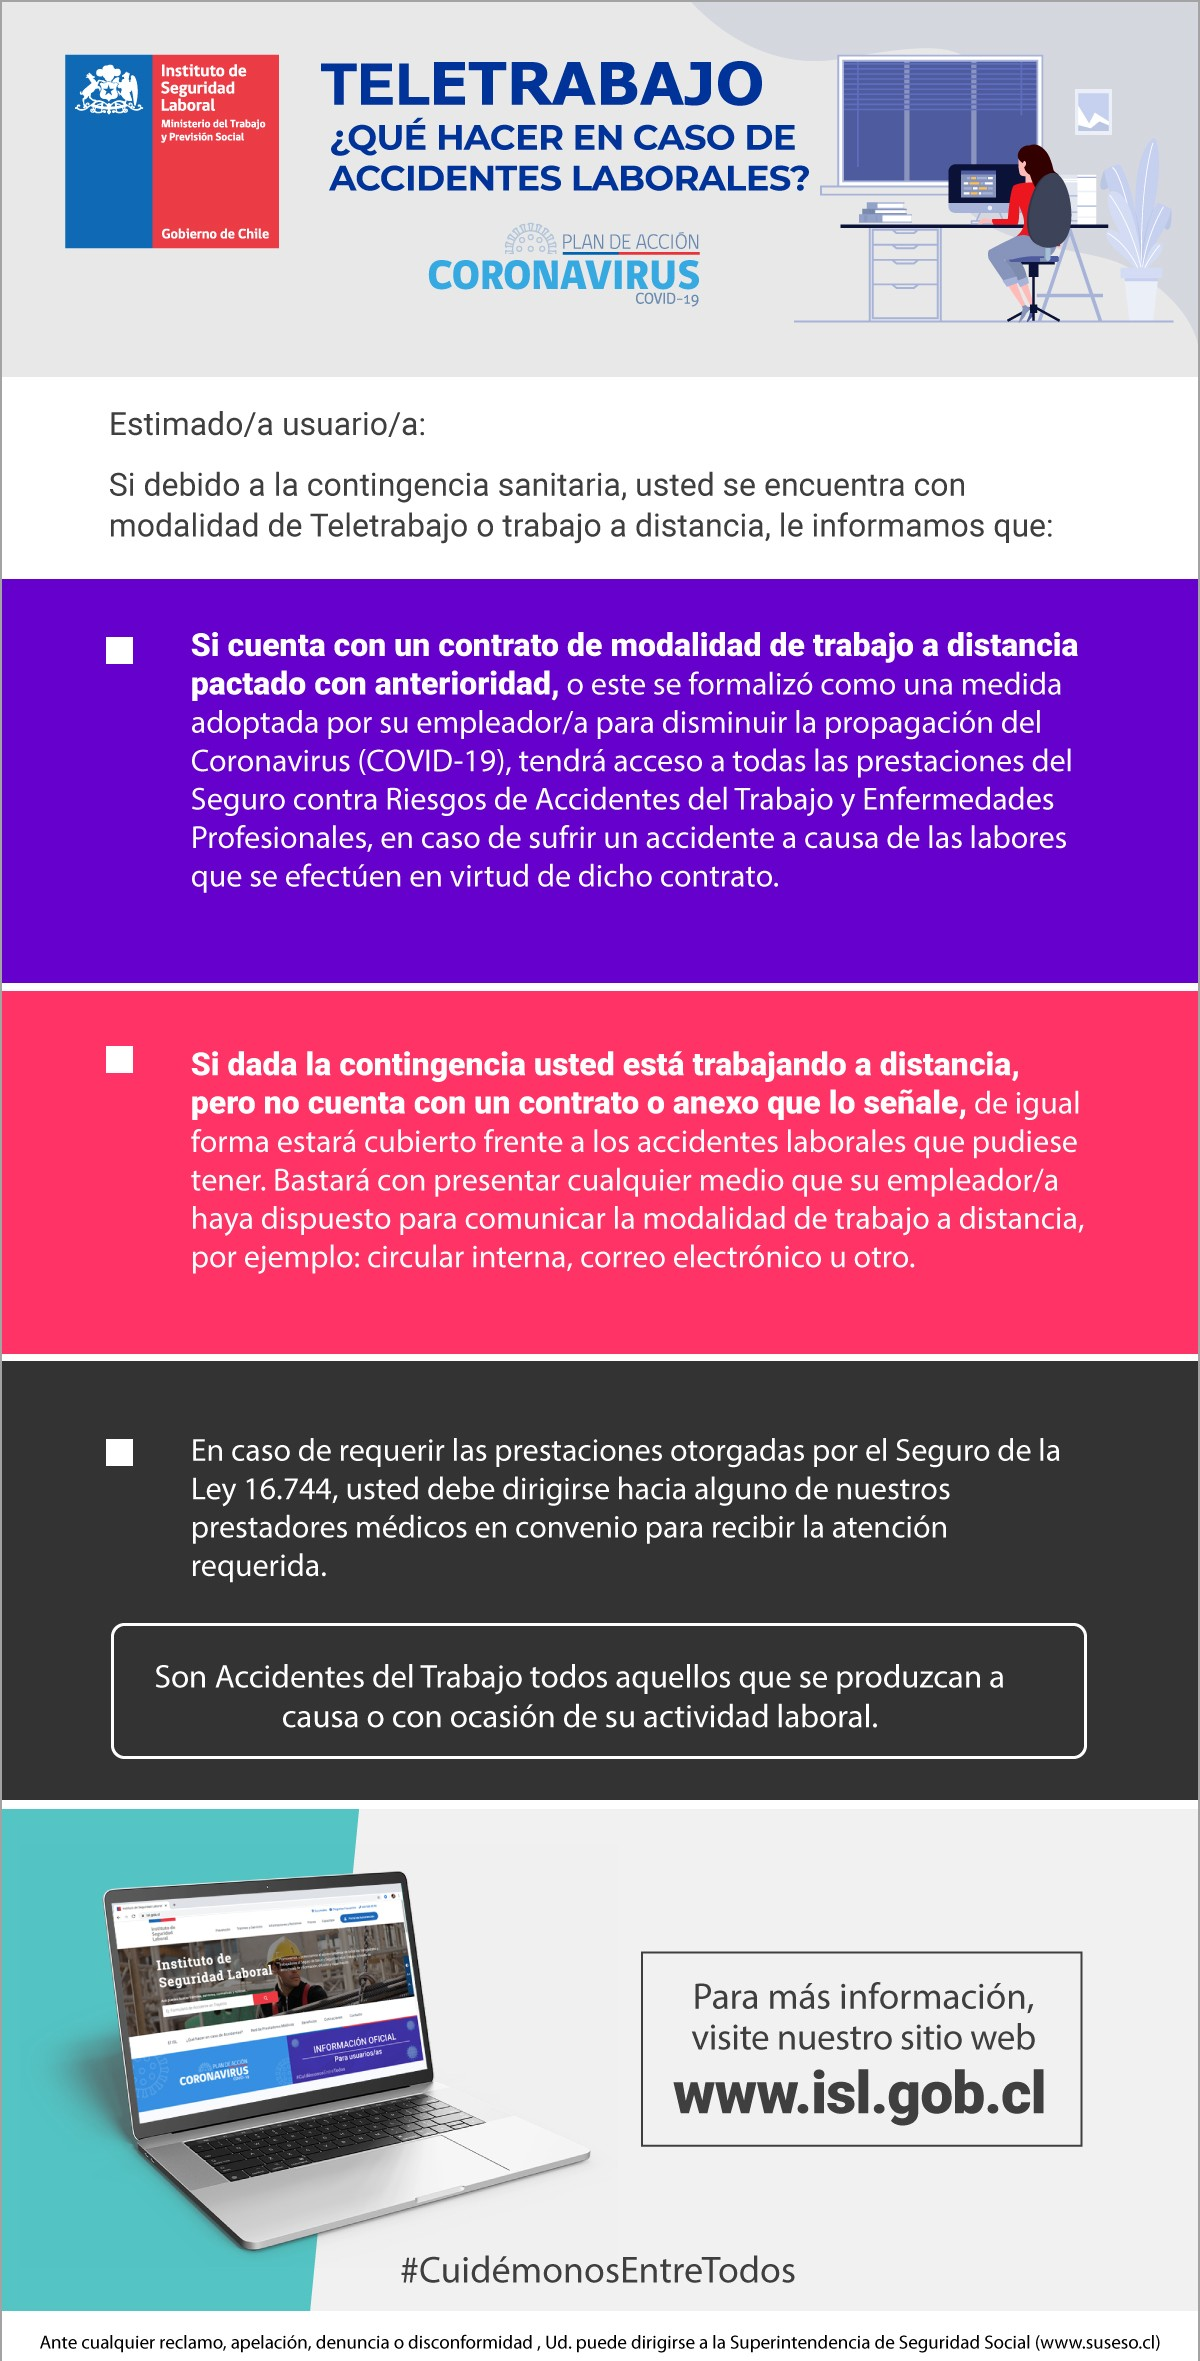 Instituto de
Seguridad
Laboral
Ministerio del Trabajo
y Previsión Social
Gobierno de Chile
TELETRABAJO
¿QUÉ HACER EN CASO DE
ACCIDENTES LABORALES?
PLAN DE ACCIÓN
CORONAVIRUS
COVID-19
Estimado/a usuario/a:
Si debido a la contingencia sanitaria, usted se encuentra con
modalidad de Teletrabajo o trabajo a distancia, le informamos que:
Si cuenta con un contrato de modalidad de trabajo a distancia
pactado con anterioridad, o este se formalizó como una medida
adoptada por su empleador/a para disminuir la propagación del
Coronavirus (COVID-19), tendrá acceso a todas las prestaciones del
Seguro contra Riesgos de Accidentes del Trabajo y Enfermedades
Profesionales, en caso de sufrir un accidente a causa de las labores
que se efectúen en virtud de dicho contrato.
Si dada la contingencia usted está trabajando a distancia,
pero no cuenta con un contrato o anexo que lo señale, de igual
forma estará cubierto frente a los accidentes laborales que pudiese
tener. Bastará con presentar cualquier medio que su empleador/a
haya dispuesto para comunicar la modalidad de trabajo a distancia,
por ejemplo: circular interna, correo electrónico u otro.
En caso de requerir las prestaciones otorgadas por el Seguro de la
Ley 16.744, usted debe dirigirse hacia alguno de nuestros
prestadores médicos en convenio para recibir la atención
requerida.
Son Accidentes del Trabajo todos aquellos que se produzcan a
causa o con ocasión de su actividad laboral.
Instituto de
Seguridad
Laboral
Instituto de
Seguridad Laboral
PLAN DE ACCIÓN
CORONAVIRUS
INFORMACIÓN OFICIAL
Para usuarios/as
Para más información,
visite nuestro sitio web
www.isl.gob.cl
#CuidémonosEntreTodos
Ante cualquier reclamo, apelación, denuncia o disconformidad , Ud. puede dirigirse a la Superintendencia de Seguridad Social (www.suseso.cl)